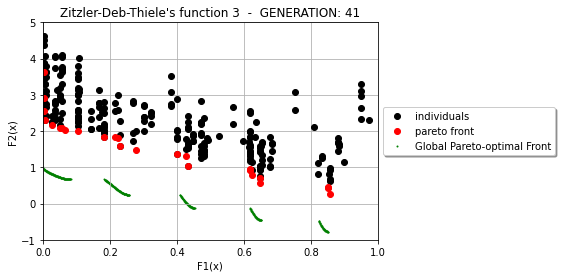 Zitzler-Deb-Thiele's function 3 - GENERATION: 41
5
4
3
2
1
0
-1
F2(x)
0.0 0.2 0.4 0.6 0.8 1.0
F1(x)
individuals
pareto front
Global Pareto-optimal Front